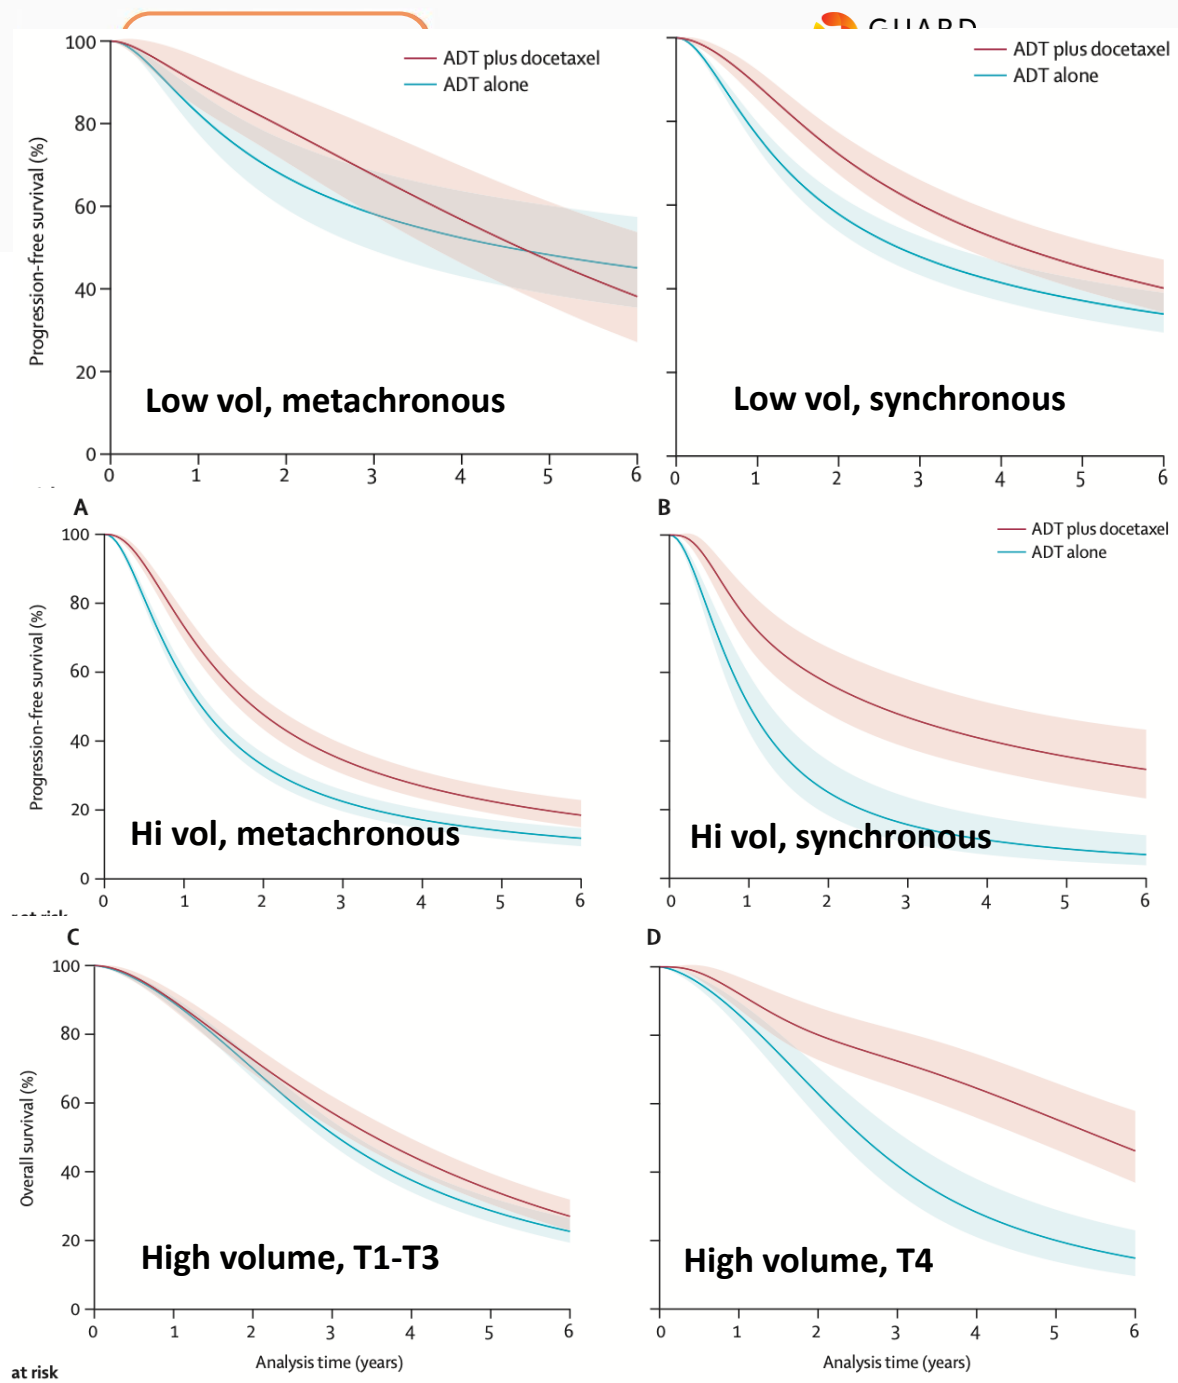 GUARD
100
ADT plus docetaxel
ADT alone
80
60
40
20
0
Progression-free survival (%)
Low vol, metachronous
0 1 2 3 4 5 6
ADT plus docetaxel
ADT alone
Low vol, synchronous
0 1 2 3 4 5 6
A
100
80
60
40
20
0
Progression-free survival (%)
Hi vol, metachronous
0 1 2 3 4 5 6
B
ADT plus docetaxel
ADT alone
Hi vol, synchronous
0 1 2 3 4 5 6
r at risk
C
100
80
60
40
20
0
Overall survival (%)
High volume, T1-T3
0 1 2 3 4 5 6
Analysis time (years)
D
High volume, T4
0 1 2 3 4 5 6
Analysis time (years)
at risk